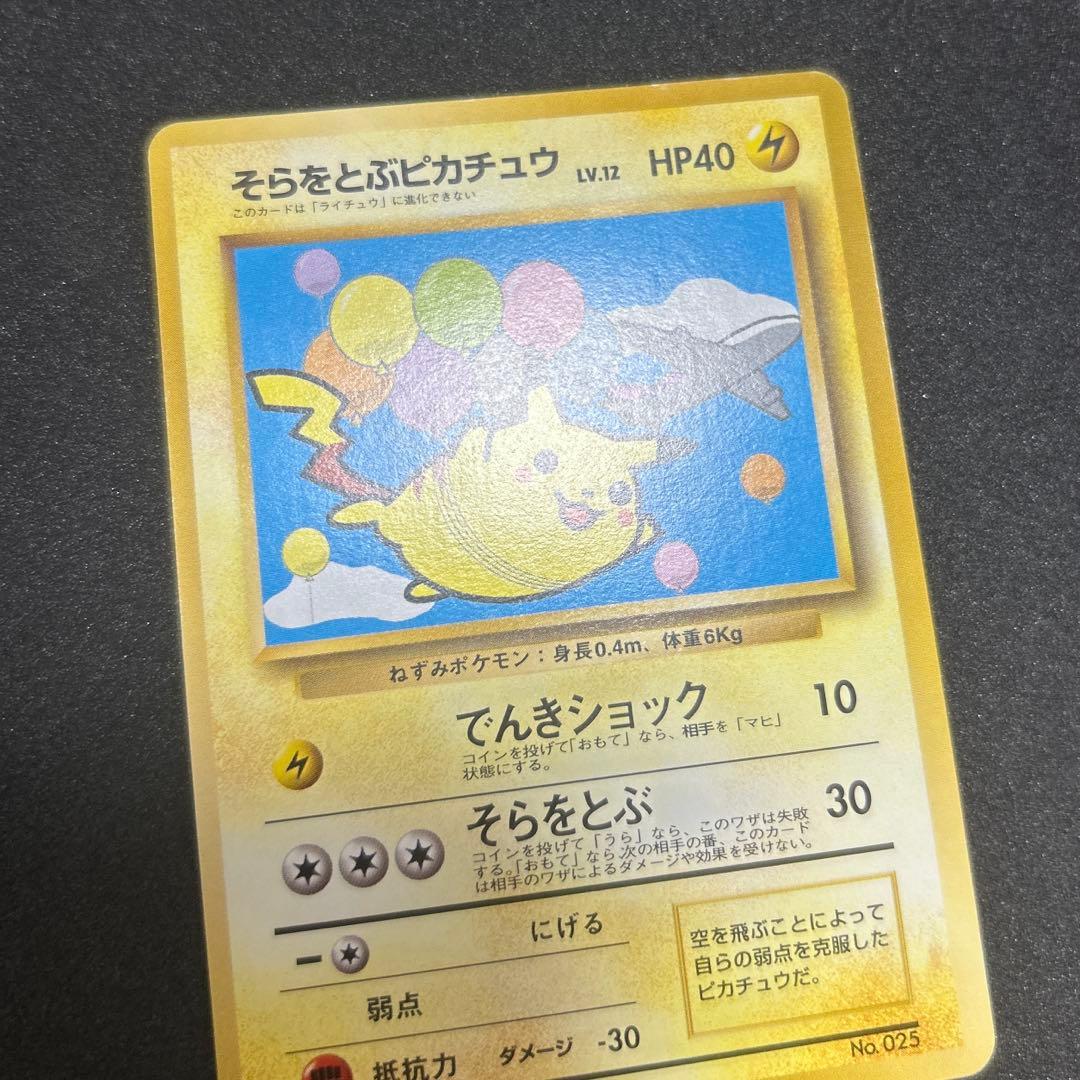 そらをとぶピカチュウ LV.12 HP40
このカードは「ライチュウ」に進化できない
ねずみポケモン：身長0.4m、体重6Kg
でんきショック 10
コインを投げて「おもて」なら、相手を「マヒ」
状態にする。
そらをとぶ 30
コインを投げて「うら」なら、このワザは失敗
する。「おもて」なら次の相手の番、このカード
は相手のワザによるダメージや効果を受けない。
にげる
弱点
抵抗力 ダメージ -30
空を飛ぶことによって
自らの弱点を克服した
ピカチュウだ。
No. 025